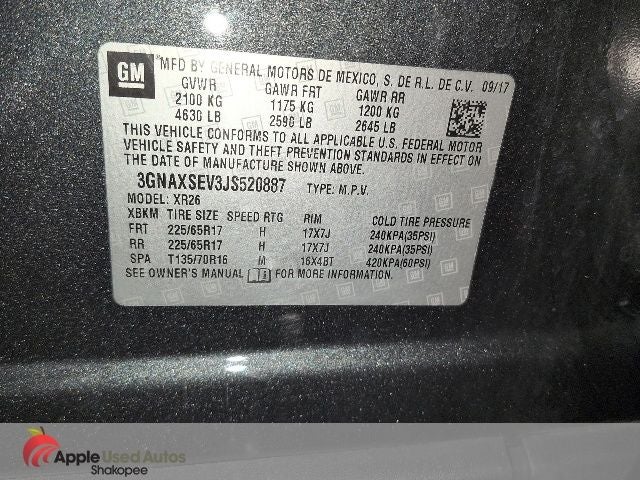 GM
*MFD BY GENERAL MOTORS DE MEXICO, S. DE R.L. DE C.V. 09/17
GVWR GAWR FRT GAWR RR
2100 KG 1175 KG 1200 KG
4630 LB 2590 LB 2645 LB
THIS VEHICLE CONFORMS TO ALL APPLICABLE U.S. FEDERAL MOTOR
VEHICLE SAFETY AND THEFT PREVENTION STANDARDS IN EFFECT ON
THE DATE OF MANUFACTURE SHOWN ABOVE.
3GNAXSEV3JS520887 TYPE: M.P.V.
MODEL: XR26
XBKM TIRE SIZE SPEED RTG RIM COLD TIRE PRESSURE
FRT 225/65R17 H 17X7J 240KPA(35PSI)
RR 225/65R17 H 17X7J 240KPA(35PSI)
SPA T135/70R16 M 16X4BT 420KPA(60PSI)
SEE OWNER'S MANUAL FOR MORE INFORMATION
Apple Used Autos
Shakopee